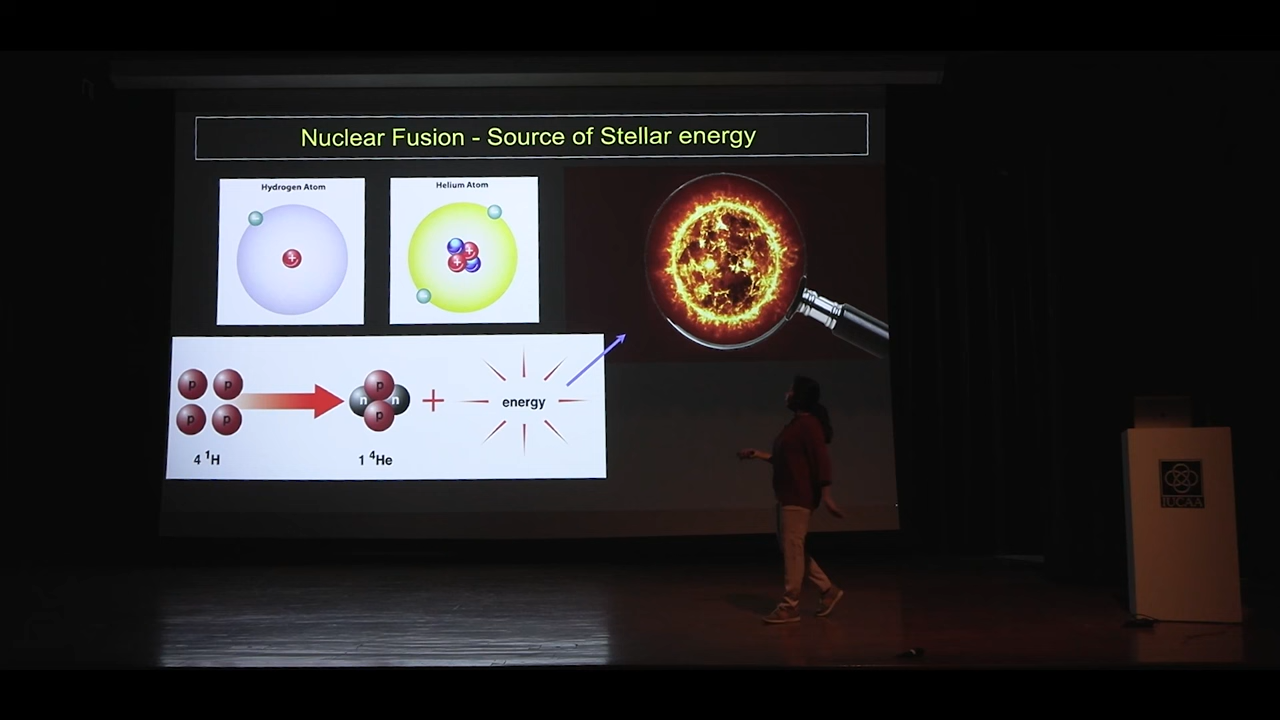 Nuclear Fusion - Source of Stellar energy
Hydrogen Atom
Helium Atom
+
+
+
p p
p p
p
n n
p
+
energy
4 ¹H
1 ⁴He
IUCAA